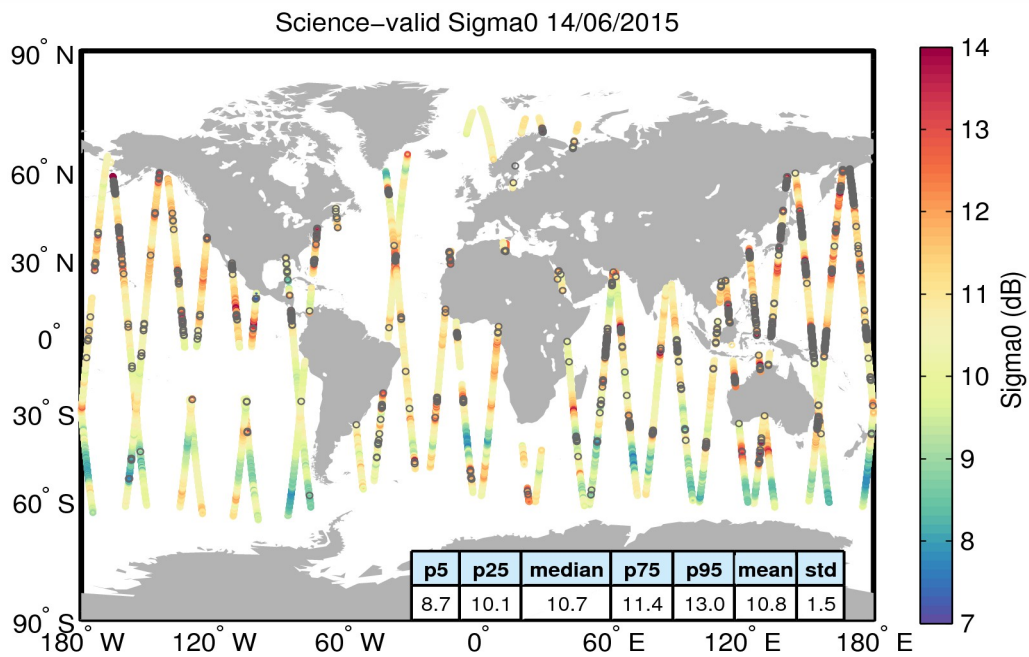 Science−valid Sigma0 14/06/2015
90° N
60° N
30° N
0°
30° S
60° S
90° S
180° W
120° W
60° W
0°
60° E
120° E
180° E
p5 p25 median p75 p95 mean std
8.7 10.1 10.7 11.4 13.0 10.8 1.5
14
13
12
11
10
9
8
7
Sigma0 (dB)